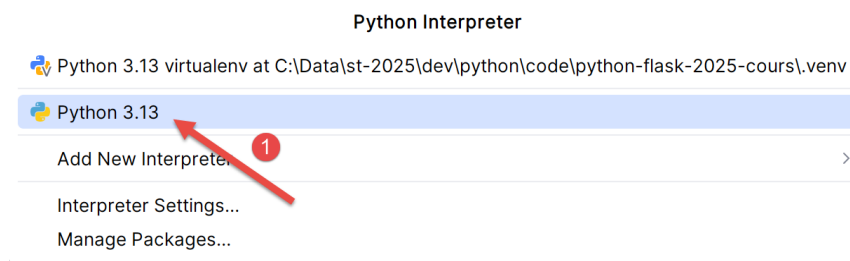 Python Interpreter
Python 3.13 virtualenv at C:\Data\st-2025\dev\python\code\python-flask-2025-cours\.venv
Python 3.13
1
Add New Interpreter
Interpreter Settings...
Manage Packages...